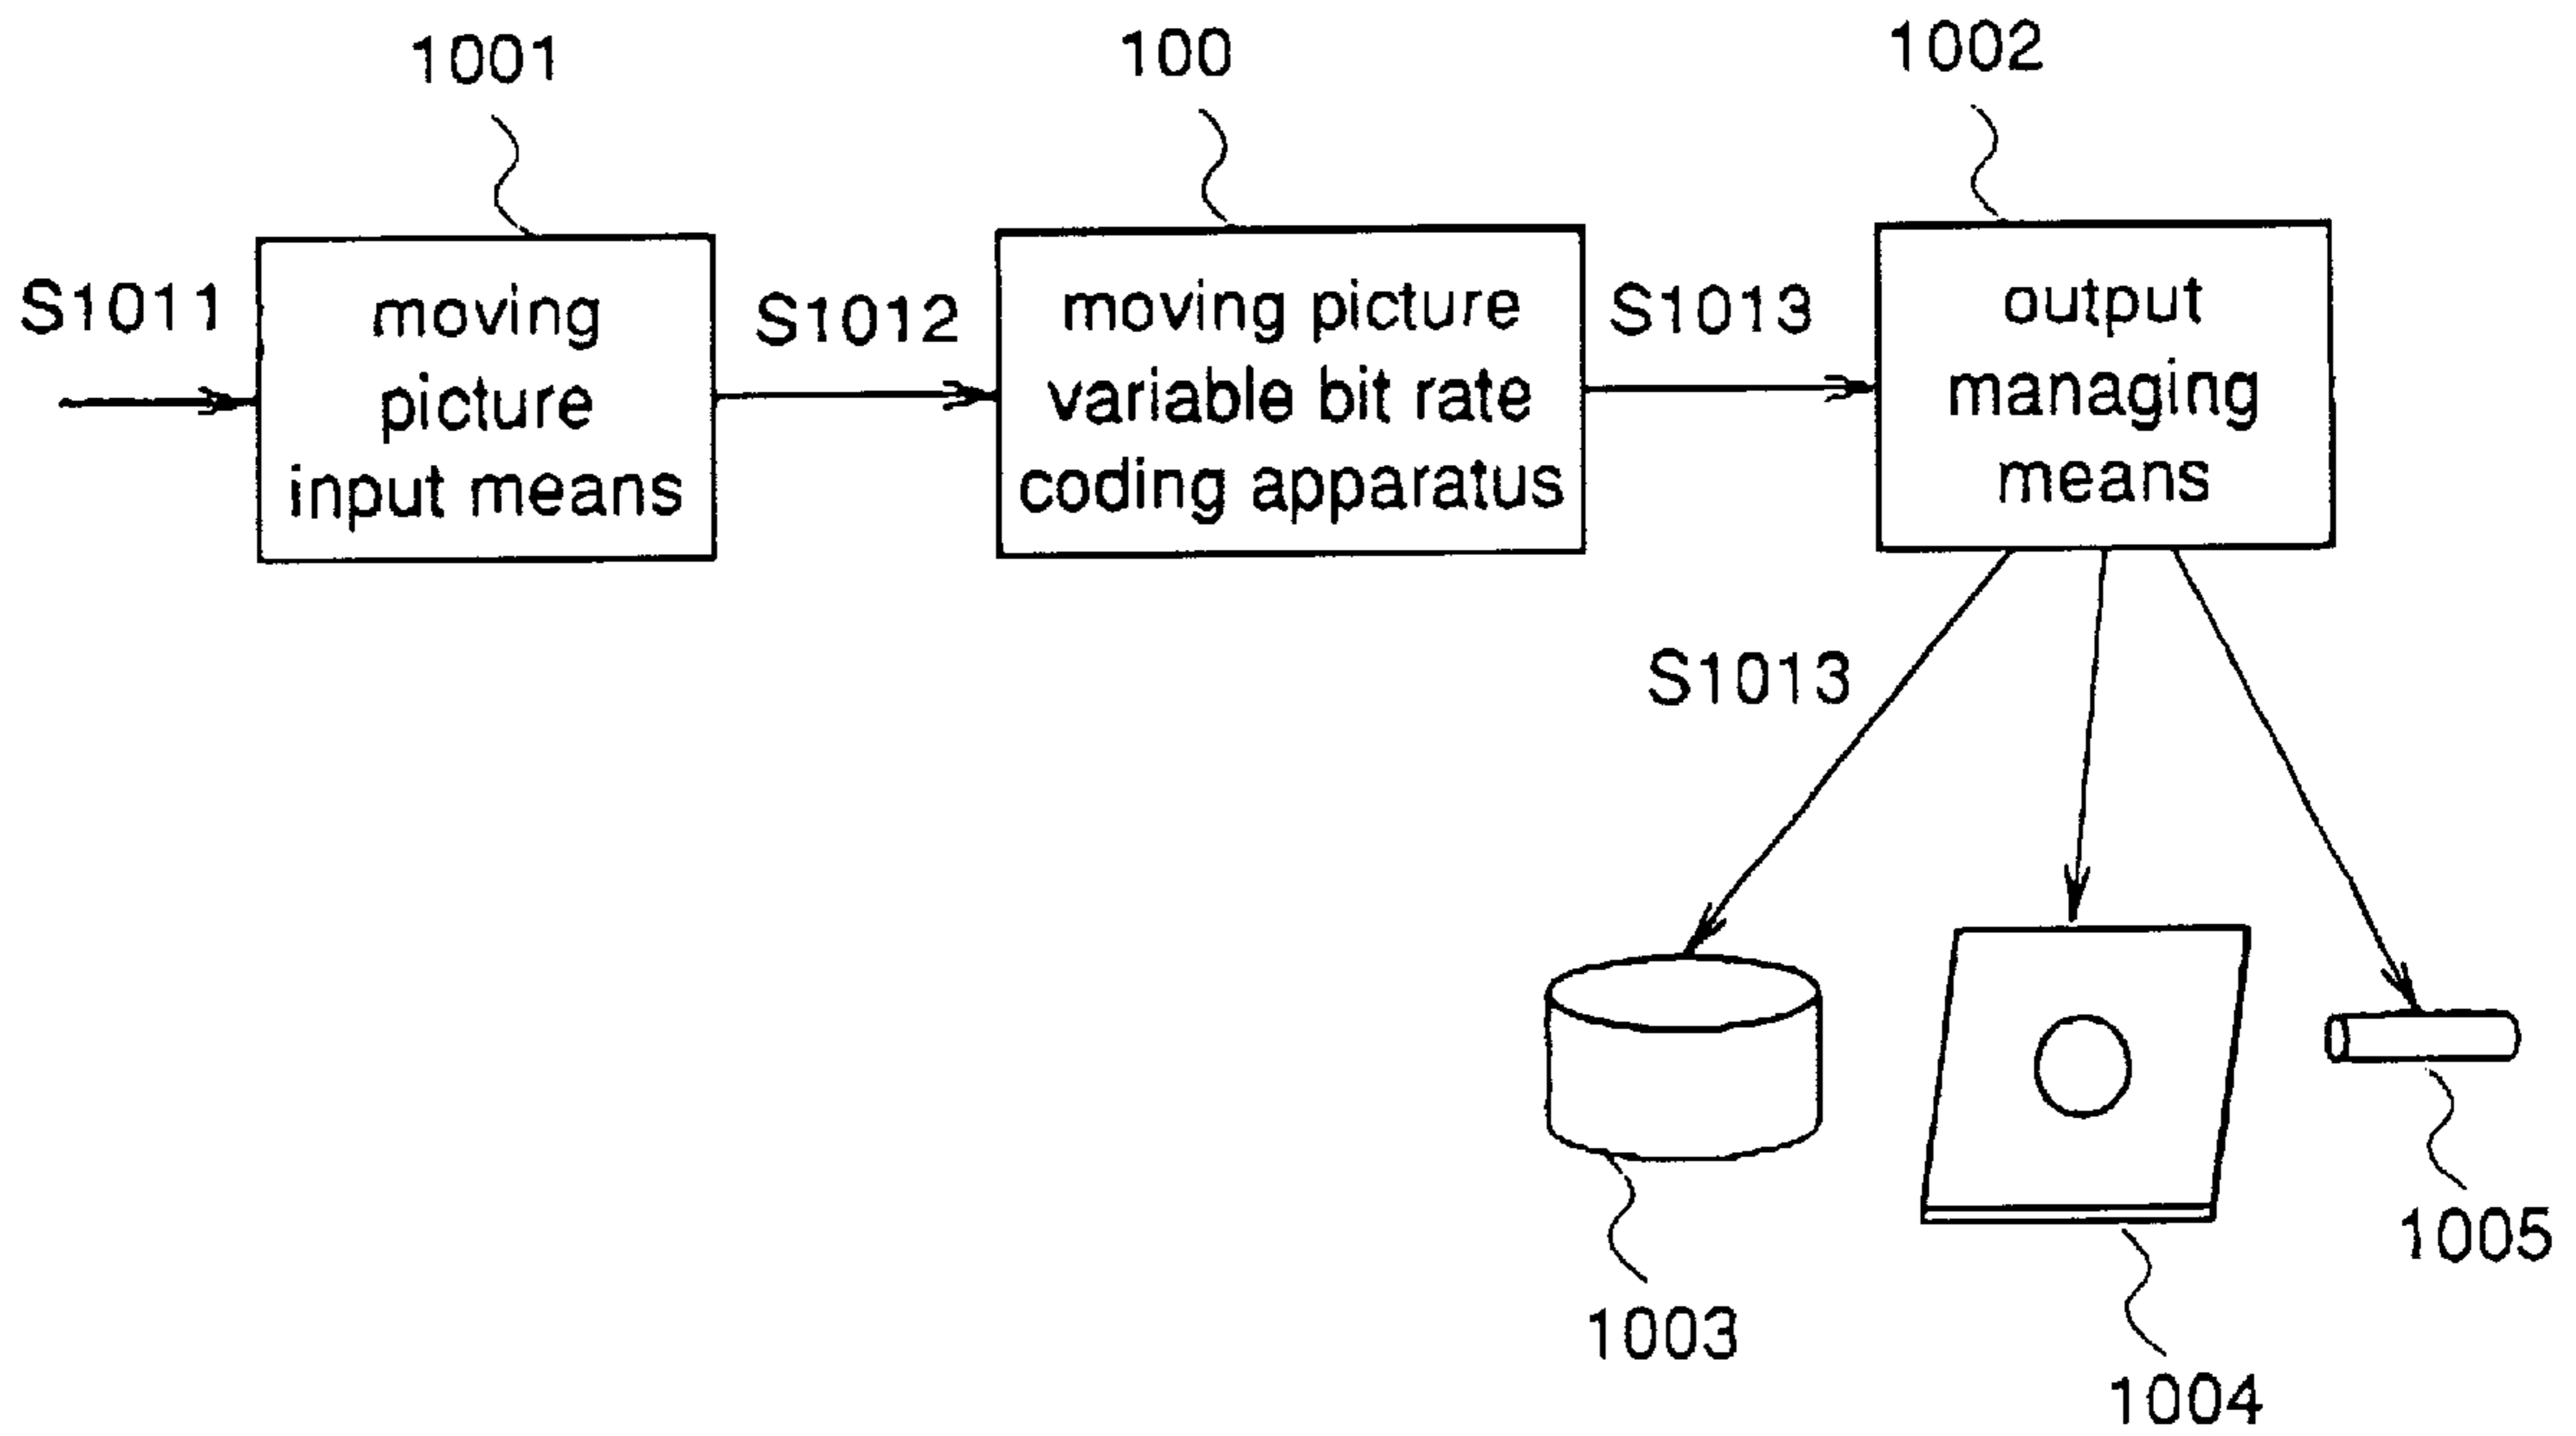 1001
100
1002
S1011
moving
picture
input means
S1012
moving picture
variable bit rate
coding apparatus
S1013
output
managing
means
S1013
1003
1004
1005